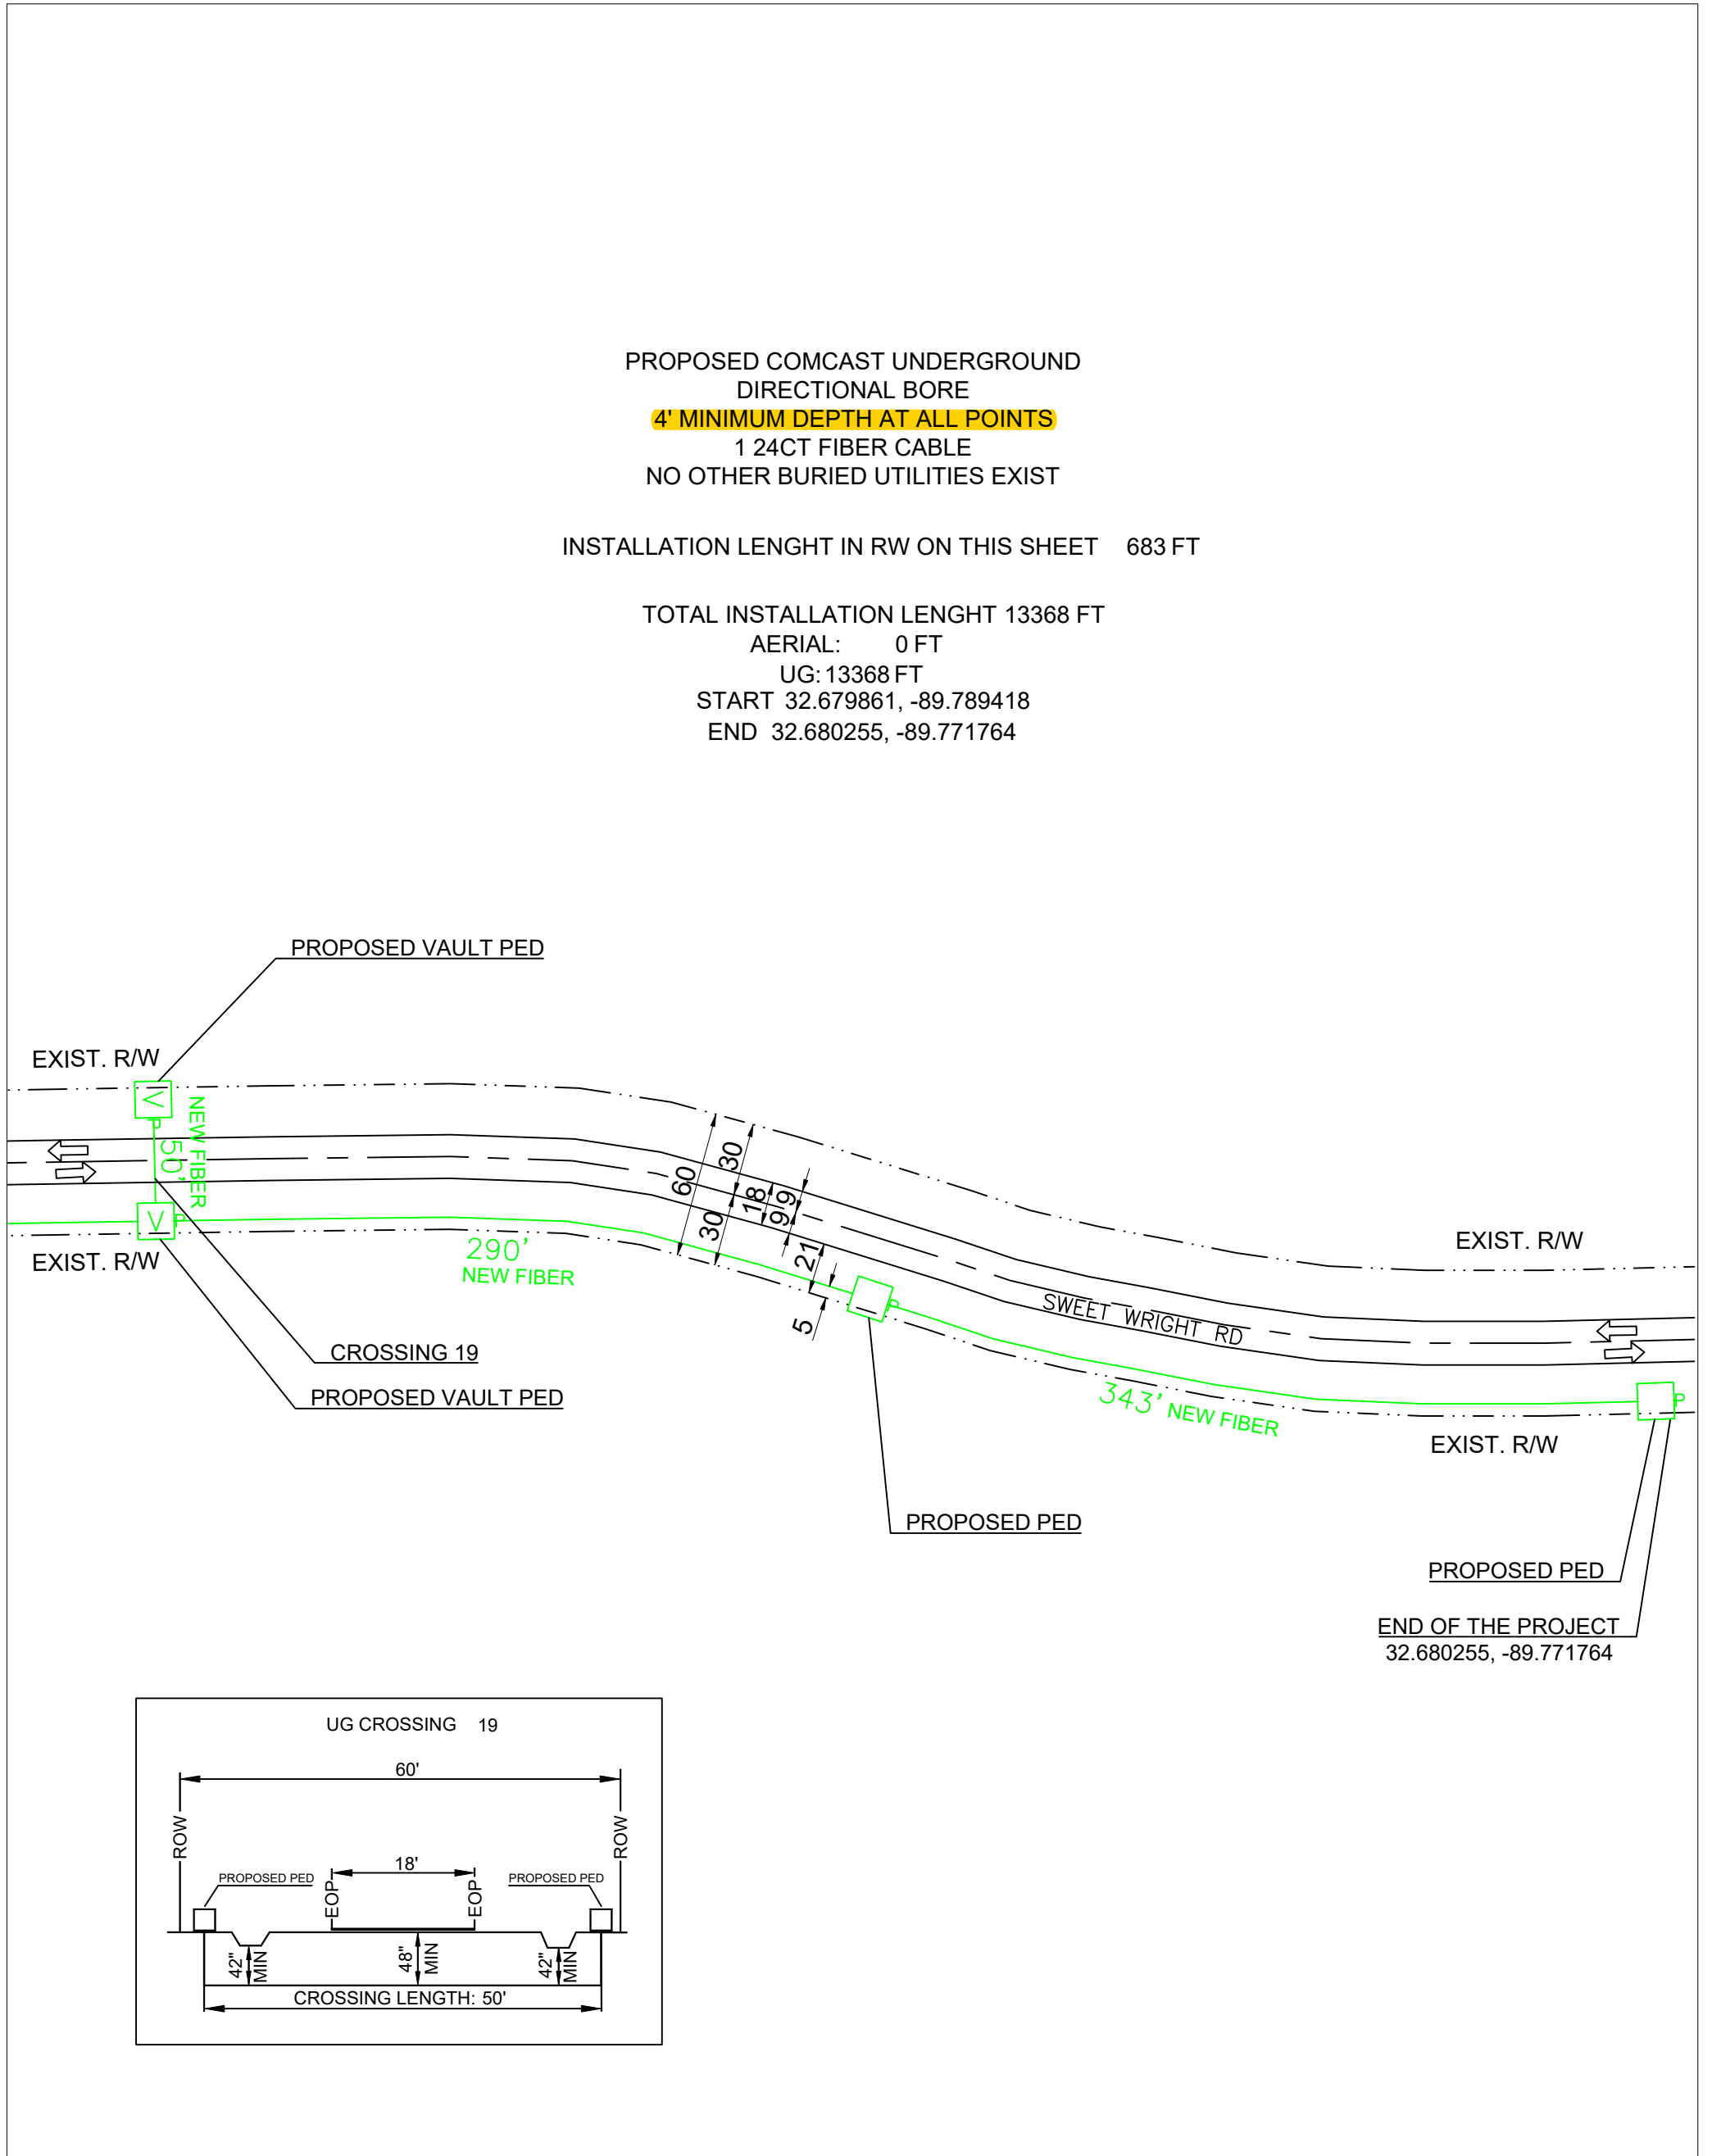 PROPOSED COMCAST UNDERGROUND
DIRECTIONAL BORE
4' MINIMUM DEPTH AT ALL POINTS
1 24CT FIBER CABLE
NO OTHER BURIED UTILITIES EXIST
INSTALLATION LENGHT IN RW ON THIS SHEET 683 FT
TOTAL INSTALLATION LENGHT 13368 FT
AERIAL: 0 FT
UG: 13368 FT
START 32.679861, -89.789418
END 32.680255, -89.771764
PROPOSED VAULT PED
EXIST. R/W
V
P
50'
NEW FIBER
V
P
EXIST. R/W
290'
NEW FIBER
60
30
30
18
9
9
21
5
P
SWEET WRIGHT RD
EXIST. R/W
343' NEW FIBER
P
EXIST. R/W
CROSSING 19
PROPOSED VAULT PED
PROPOSED PED
PROPOSED PED
END OF THE PROJECT
32.680255, -89.771764
UG CROSSING 19
60'
ROW
ROW
18'
PROPOSED PED
PROPOSED PED
EOP
EOP
42"
MIN
48"
MIN
42"
MIN
CROSSING LENGTH: 50'